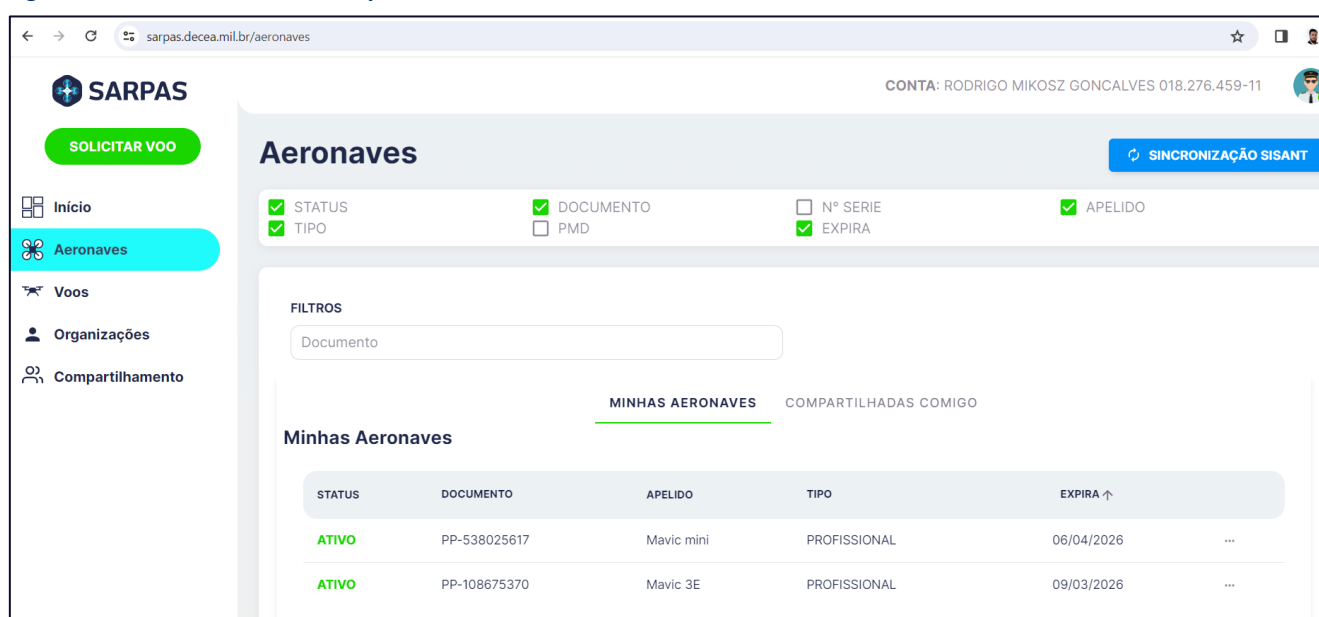 sarpas.decea.mil.br/aeronaves
SARPAS
CONTA: RODRIGO MIKOSZ GONCALVES 018.276.459-11
SOLICITAR VOO
Aeronaves
SINCRONIZAÇÃO SISANT
Início
Aeronaves
Voos
Organizações
Compartilhamento
STATUS DOCUMENTO N° SERIE APELIDO
TIPO PMD EXPIRA
FILTROS
Documento
MINHAS AERONAVES COMPARTILHADAS COMIGO
Minhas Aeronaves
STATUS DOCUMENTO APELIDO TIPO EXPIRA
ATIVO PP-538025617 Mavic mini PROFISSIONAL 06/04/2026 ...
ATIVO PP-108675370 Mavic 3E PROFISSIONAL 09/03/2026 ...